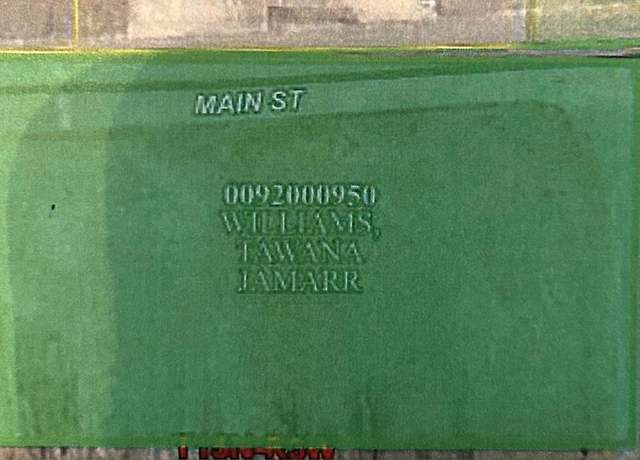 MAIN ST
0092000950
WILLIAMS,
TAWANA
JAMARR